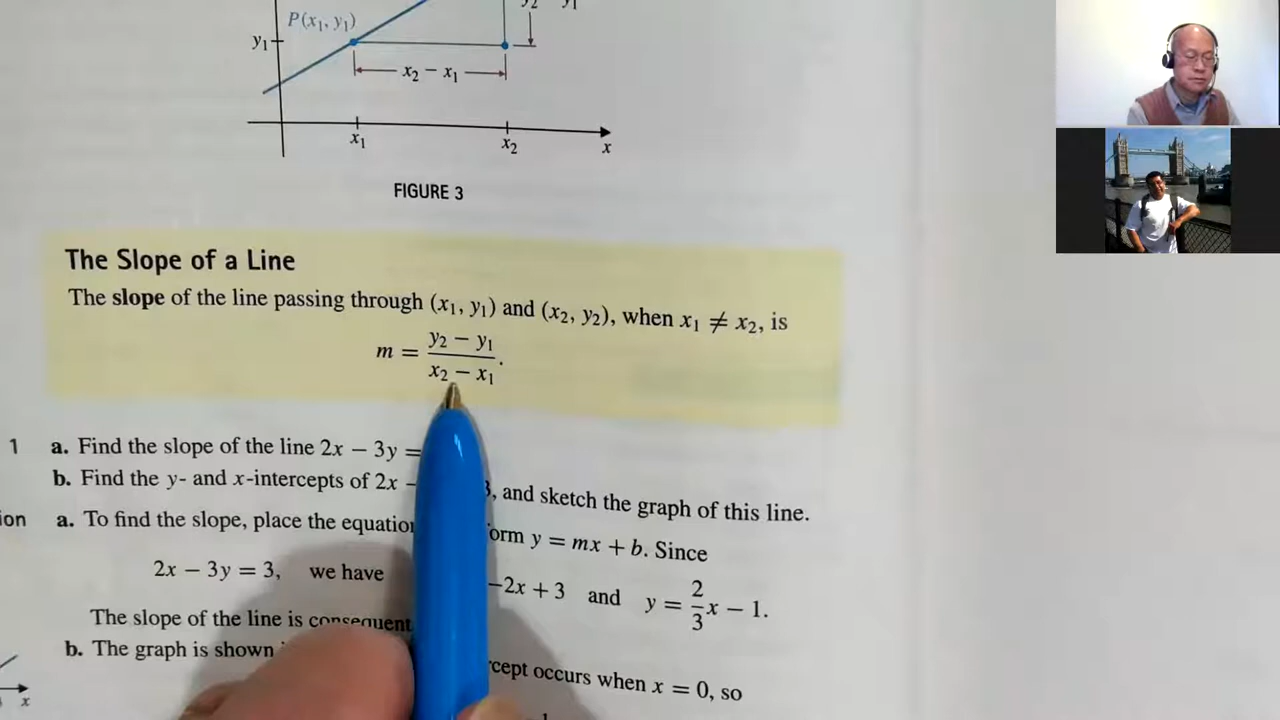 y₂ y₁
P(x₁, y₁)
y₁
x₂ − x₁
x₁ x₂ x
FIGURE 3
The Slope of a Line
The slope of the line passing through (x₁, y₁) and (x₂, y₂), when x₁ ≠ x₂, is
m = (y₂ − y₁)/(x₂ − x₁).
1 a. Find the slope of the line 2x − 3y =
b. Find the y- and x-intercepts of 2x − 3, and sketch the graph of this line.
a. To find the slope, place the equation form y = mx + b. Since
2x − 3y = 3, we have −2x + 3 and y = 2/3x − 1.
The slope of the line is
b. The graph is shown occurs when x = 0, so
x